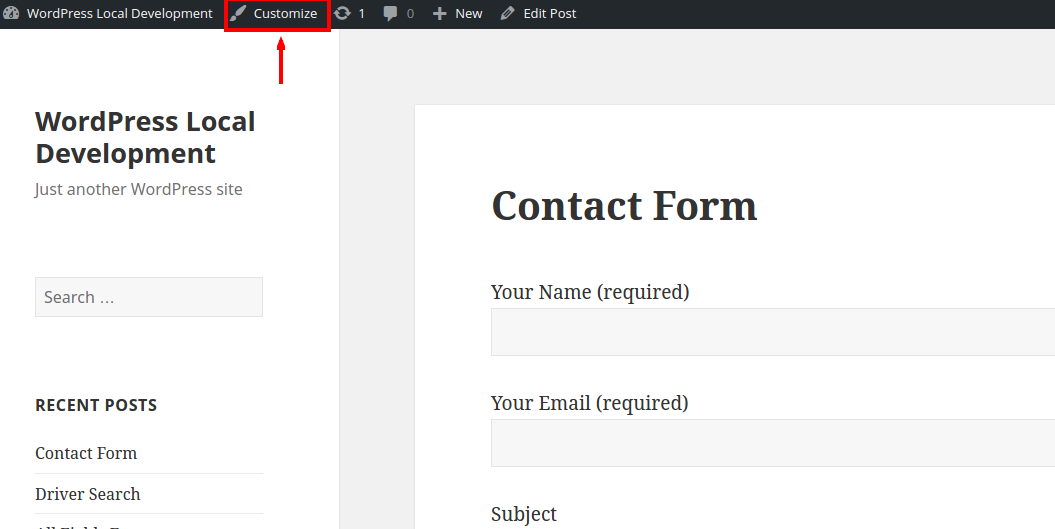 WordPress Local Development Customize 1 0 New Edit Post
WordPress Local
Development
Just another WordPress site
Search …
RECENT POSTS
Contact Form
Driver Search
Contact Form
Your Name (required)
Your Email (required)
Subject